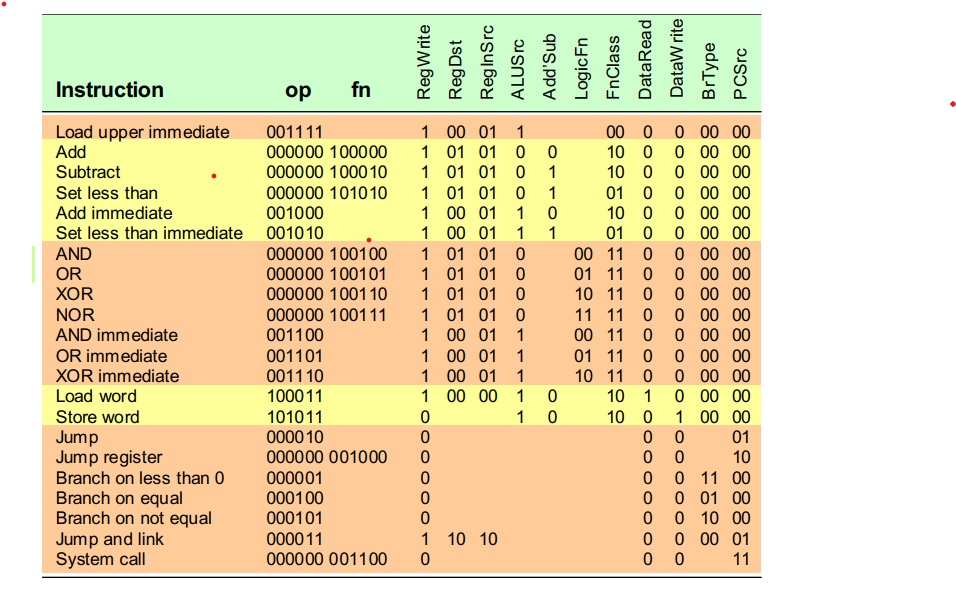 Instruction op fn RegWrite RegDst RegInSrc ALUSrc Add'Sub LogicFn FnClass DataRead DataWrite BrType PCSrc
Load upper immediate 001111 1 00 01 1 00 0 0 00 00
Add 000000 100000 1 01 01 0 0 10 0 0 00 00
Subtract 000000 100010 1 01 01 0 1 10 0 0 00 00
Set less than 000000 101010 1 01 01 0 1 01 0 0 00 00
Add immediate 001000 1 00 01 1 0 10 0 0 00 00
Set less than immediate 001010 1 00 01 1 1 01 0 0 00 00
AND 000000 100100 1 01 01 0 00 11 0 0 00 00
OR 000000 100101 1 01 01 0 01 11 0 0 00 00
XOR 000000 100110 1 01 01 0 10 11 0 0 00 00
NOR 000000 100111 1 01 01 0 11 11 0 0 00 00
AND immediate 001100 1 00 01 1 00 11 0 0 00 00
OR immediate 001101 1 00 01 1 01 11 0 0 00 00
XOR immediate 001110 1 00 01 1 10 11 0 0 00 00
Load word 100011 1 00 00 1 0 10 1 0 00 00
Store word 101011 0 1 0 10 0 1 00 00
Jump 000010 0 0 0 01
Jump register 000000 001000 0 0 0 10
Branch on less than 0 000001 0 0 0 11 00
Branch on equal 000100 0 0 0 01 00
Branch on not equal 000101 0 0 0 10 00
Jump and link 000011 1 10 10 0 0 00 01
System call 000000 001100 0 0 0 11